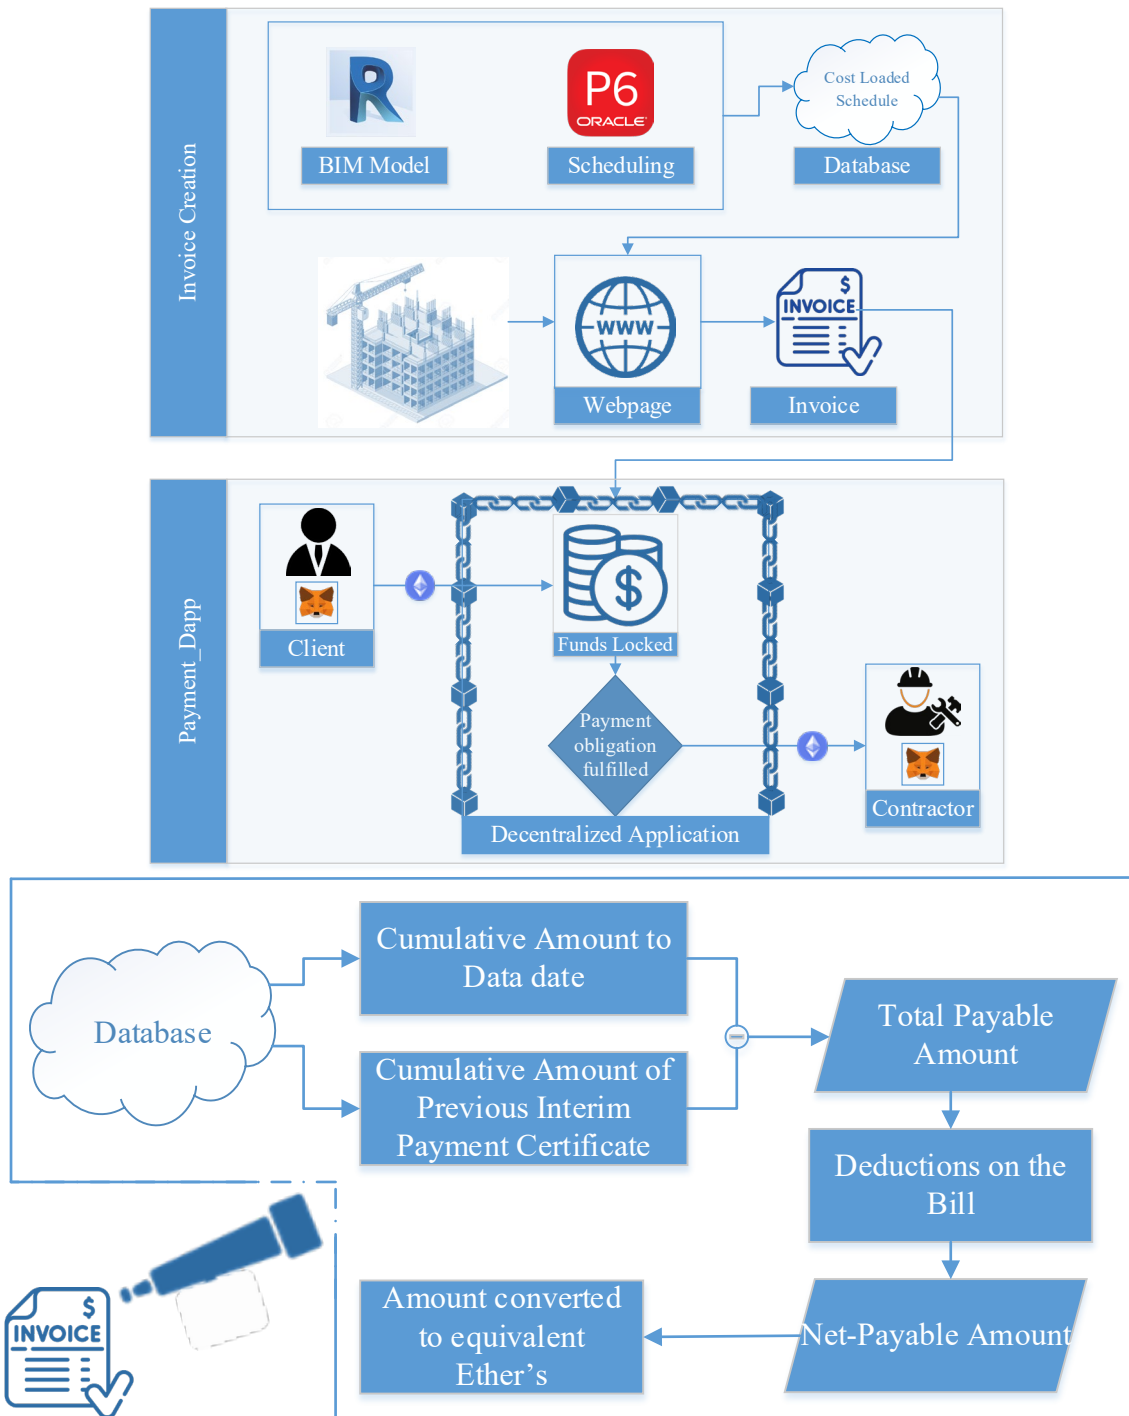 Invoice Creation
P6
ORACLE
BIM Model
Scheduling
Cost Loaded
Schedule
Database
WWW
Webpage
$
INVOICE
Invoice
Payment_Dapp
Client
$
Funds Locked
Payment
obligation
fulfilled
Contractor
Decentralized Application
Database
Cumulative Amount to
Data date
Cumulative Amount of
Previous Interim
Payment Certificate
Total Payable
Amount
Deductions on the
Bill
Net-Payable Amount
Amount converted
to equivalent
Ether’s
$
INVOICE